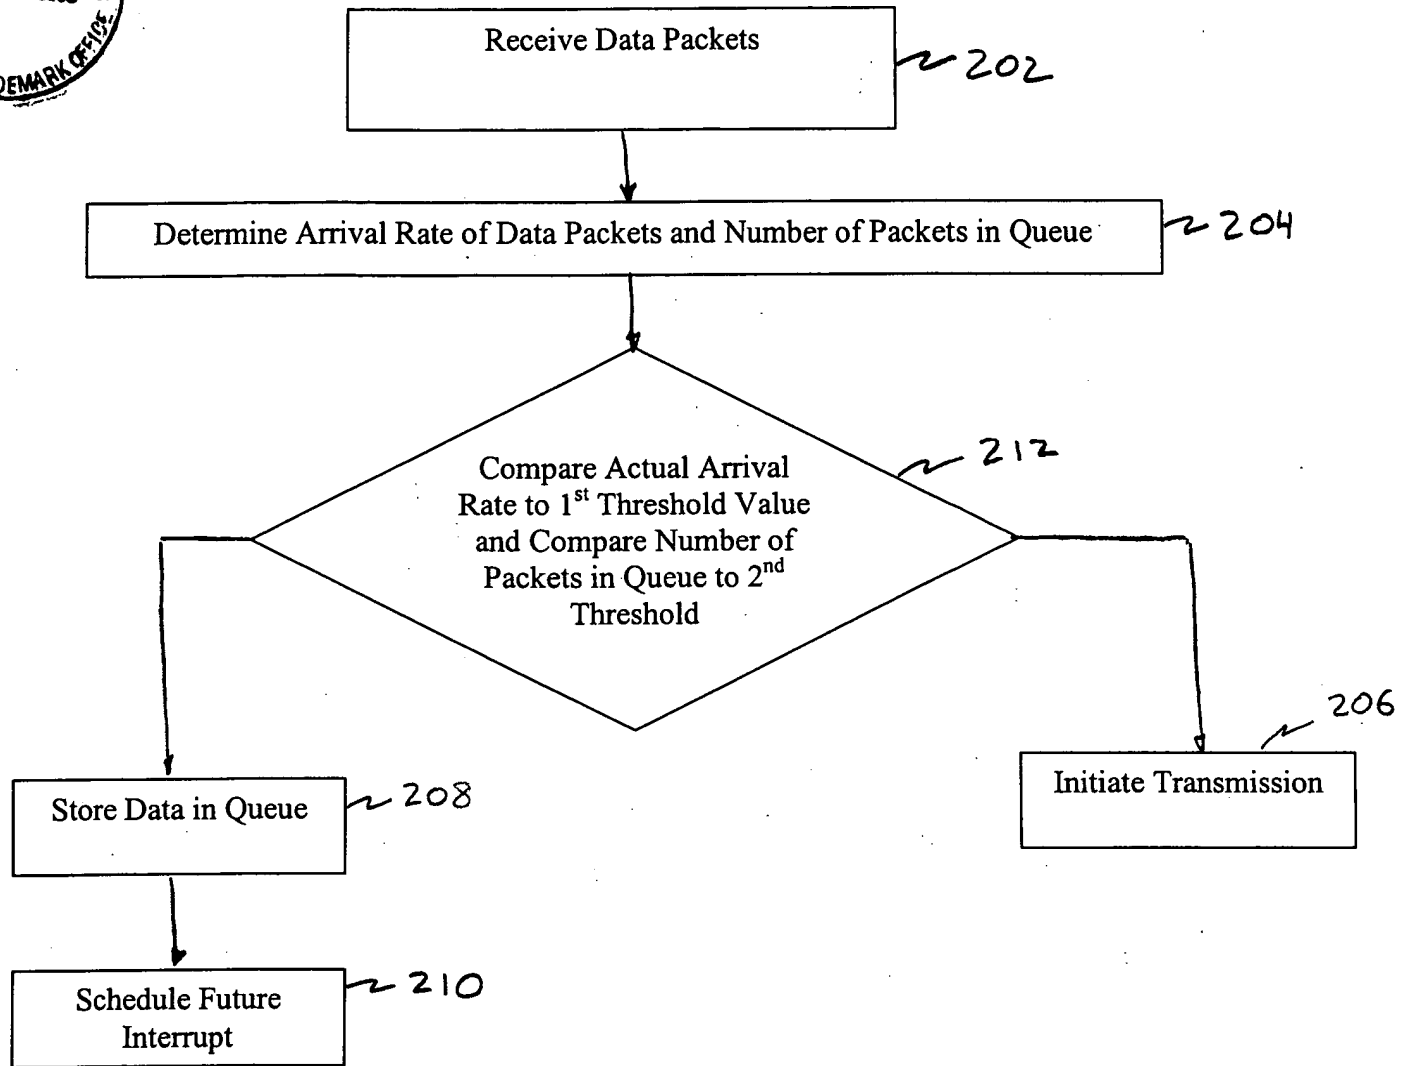 DEMARK OFFICE
Receive Data Packets
202
Determine Arrival Rate of Data Packets and Number of Packets in Queue
204
Compare Actual Arrival
Rate to 1st Threshold Value
and Compare Number of
Packets in Queue to 2nd
Threshold
212
206
Initiate Transmission
Store Data in Queue
208
Schedule Future
Interrupt
210